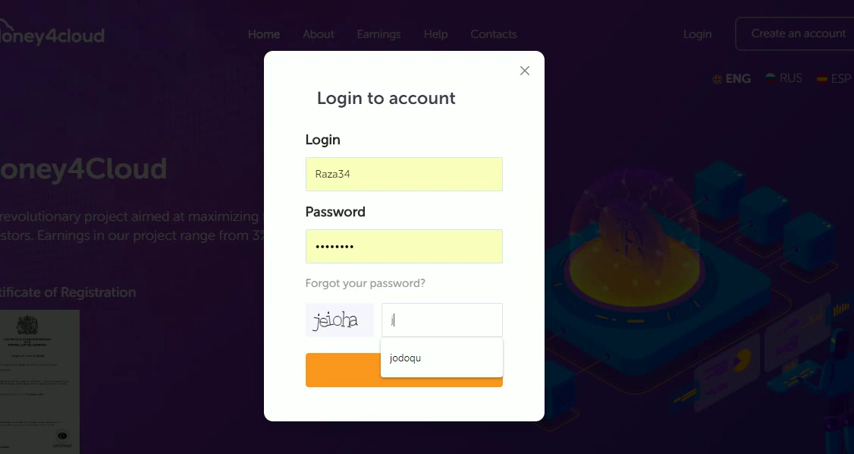 oney4cloud
Home About Earnings Help Contacts
Login
Create an account
ENG RUS ESP
Login to account
Login
Raza34
Password
Forgot your password?
jeioha
j
jodoqu
oney4Cloud
revolutionary project aimed at maximizing
stors. Earnings in our project range from 3
tificate of Registration